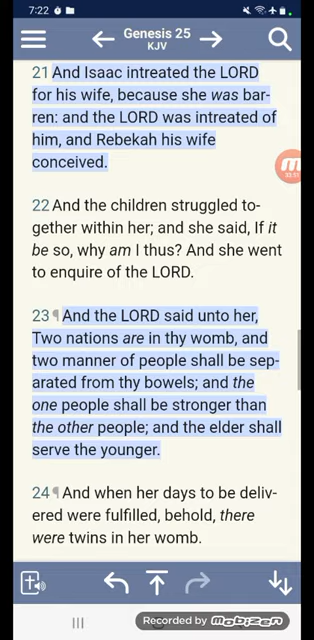 7:22
Genesis 25
KJV
21 And Isaac intreated the LORD
for his wife, because she was bar-
ren: and the LORD was intreated of
him, and Rebekah his wife
conceived.
22 And the children struggled to-
gether within her; and she said, If it
be so, why am I thus? And she went
to enquire of the LORD.
23 ¶ And the LORD said unto her,
Two nations are in thy womb, and
two manner of people shall be sep-
arated from thy bowels; and the
one people shall be stronger than
the other people; and the elder shall
serve the younger.
24 ¶ And when her days to be deliv-
ered were fulfilled, behold, there
were twins in her womb.
Recorded by mobizen